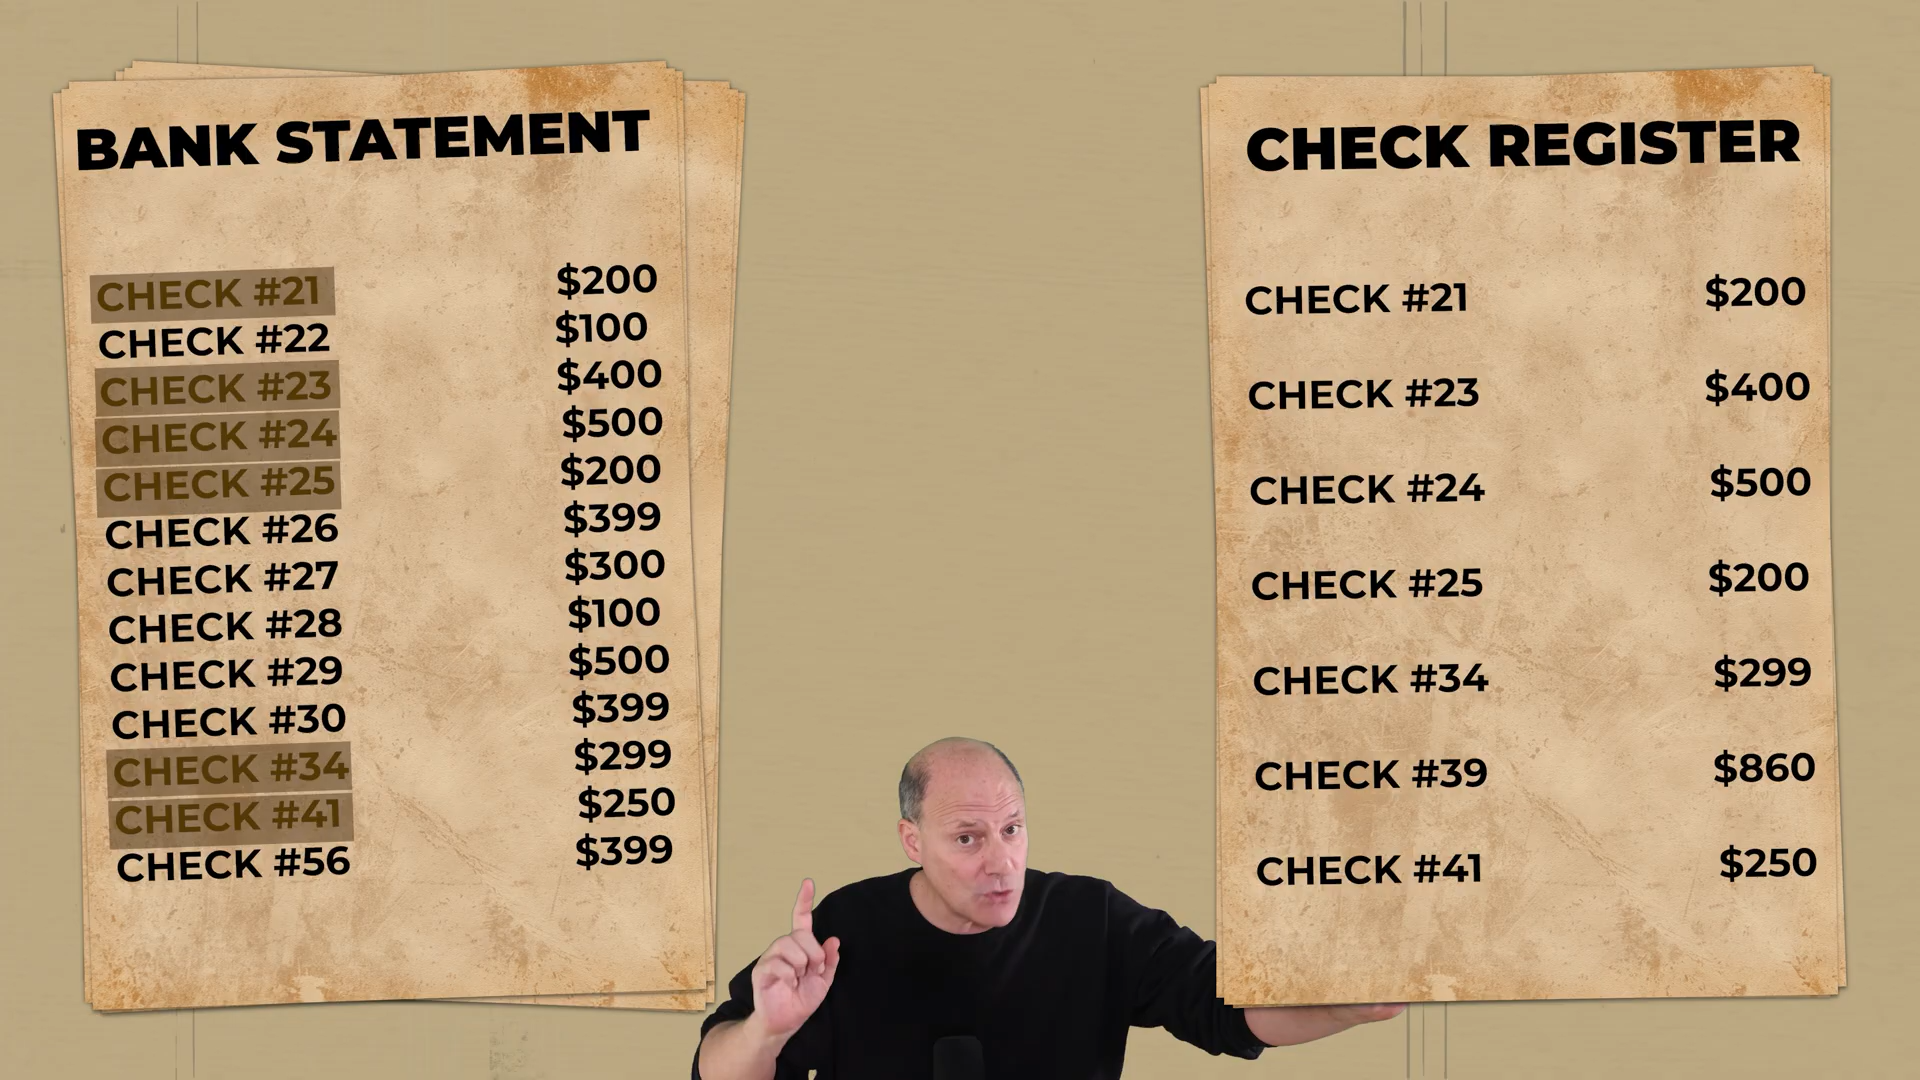 BANK STATEMENT
CHECK #21 $200
CHECK #22 $100
CHECK #23 $400
CHECK #24 $500
CHECK #25 $200
CHECK #26 $399
CHECK #27 $300
CHECK #28 $100
CHECK #29 $500
CHECK #30 $399
CHECK #34 $299
CHECK #41 $250
CHECK #56 $399
CHECK REGISTER
CHECK #21 $200
CHECK #23 $400
CHECK #24 $500
CHECK #25 $200
CHECK #34 $299
CHECK #39 $860
CHECK #41 $250